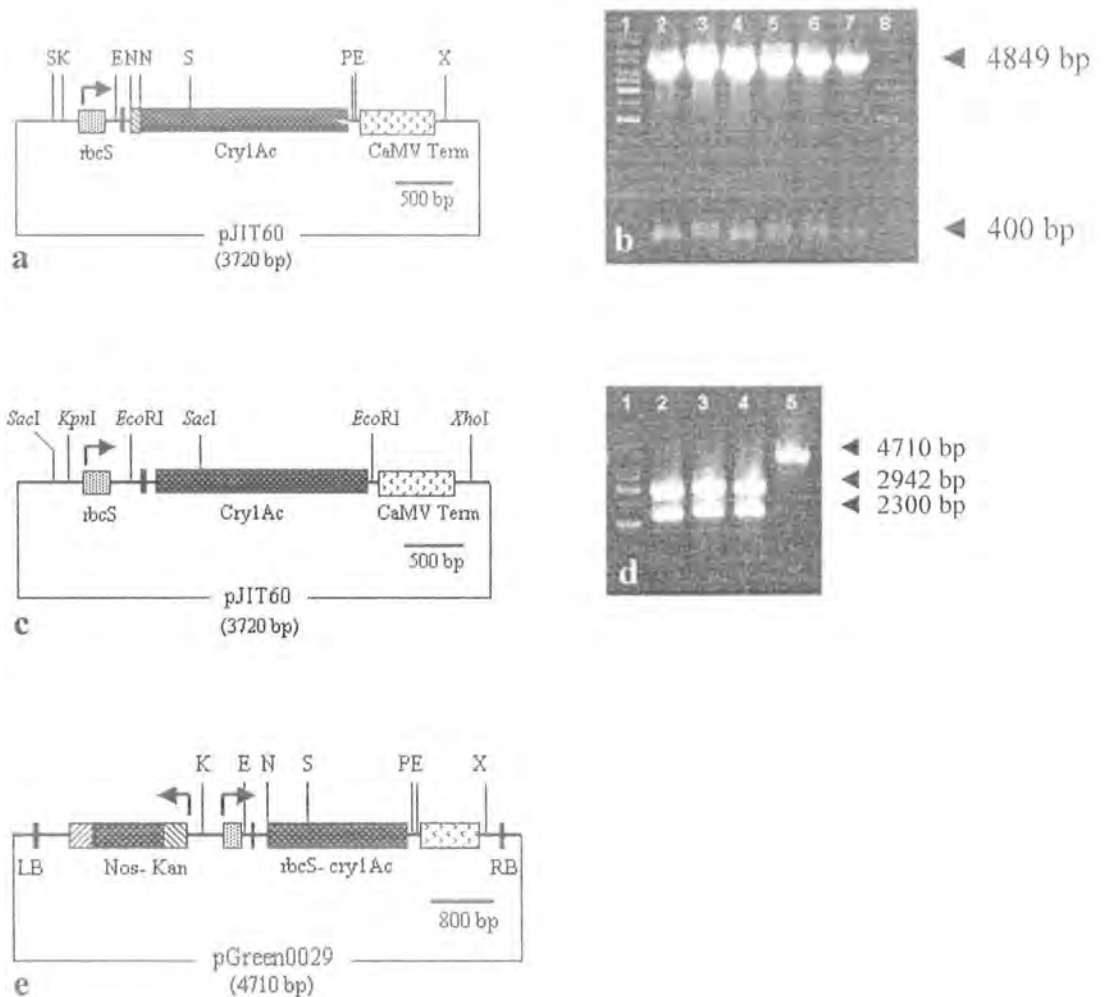 SK
E
N
N
S
PE
X
rbcS
Cry1Ac
CaMV Term
500 bp
pJIT60
(3720 bp)
a
1 2 3 4 5 6 7 8
4849 bp
400 bp
b
SacI
KpnI
EcoRI
SacI
EcoRI
XhoI
rbcS
Cry1Ac
CaMV Term
500 bp
pJIT60
(3720 bp)
c
1 2 3 4 5
4710 bp
2942 bp
2300 bp
d
K
E
N
S
PE
X
LB
Nos- Kan
rbcS- cry1Ac
RB
800 bp
pGreen0029
(4710 bp)
e